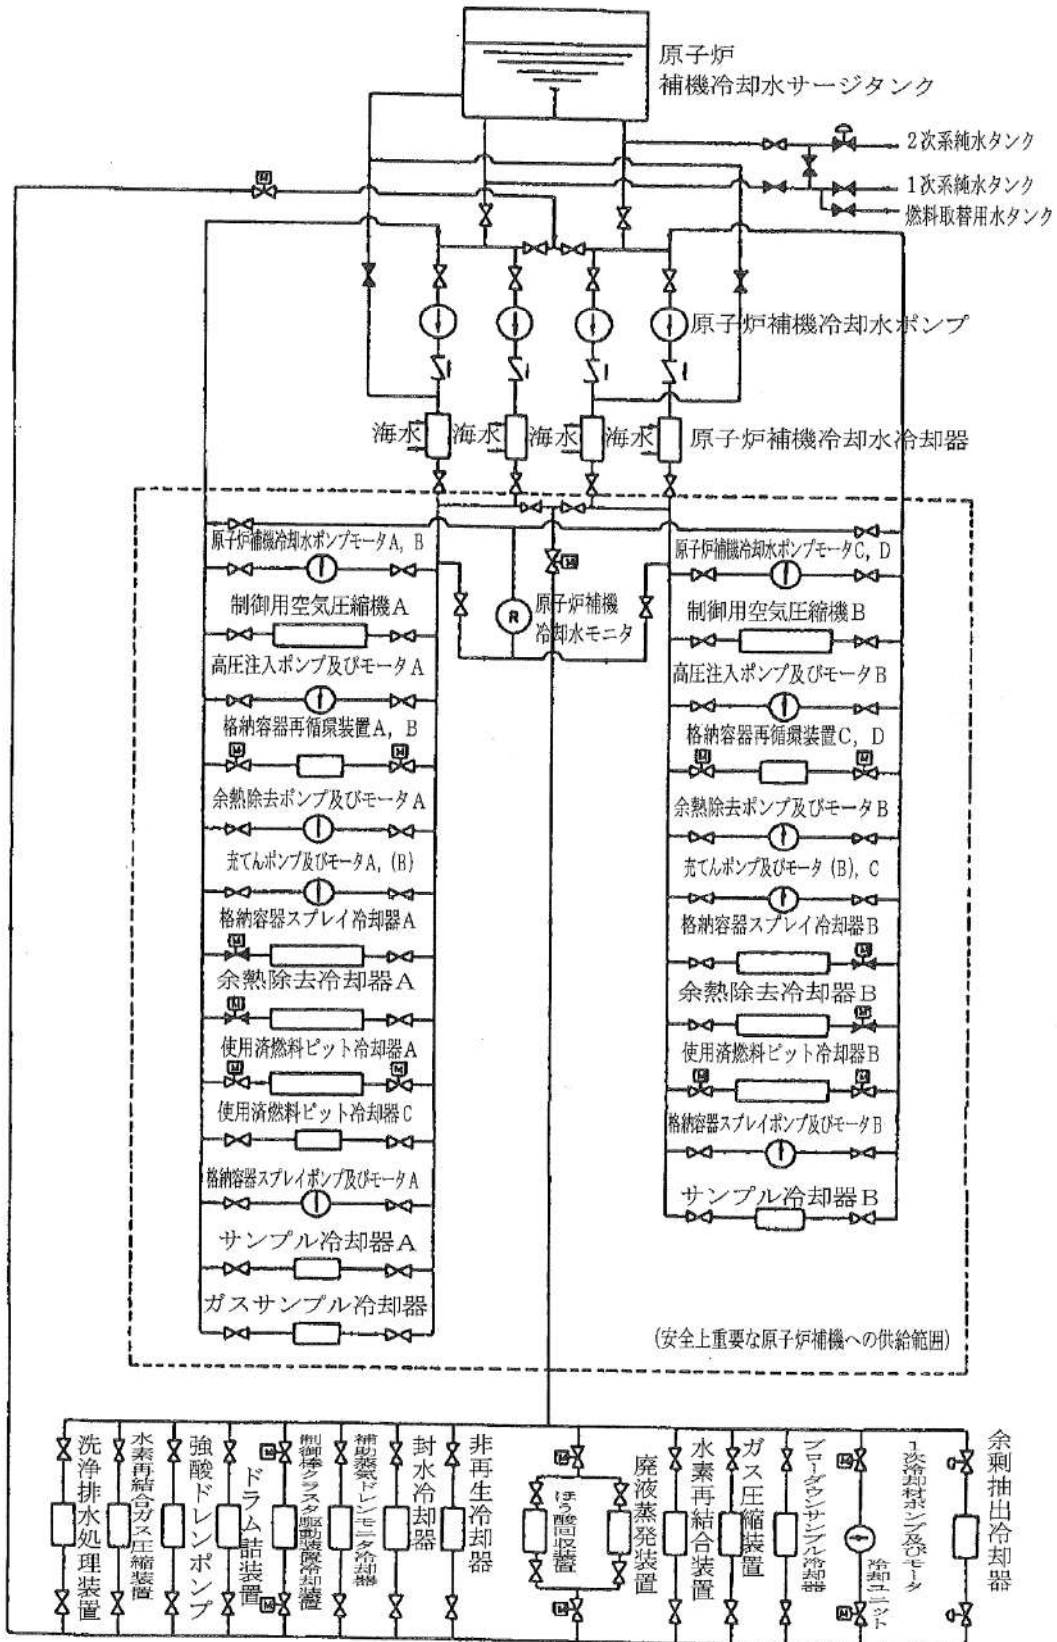 原子炉
補機冷却水サージタンク
2次系純水タンク
1次系純水タンク
燃料取替用水タンク
原子炉補機冷却水ポンプ
海水 海水 海水 海水 原子炉補機冷却水冷却器
原子炉補機冷却水ポンプモータA, B
制御用空気圧縮機A
高圧注入ポンプ及びモータA
格納容器再循環装置A, B
余熱除去ポンプ及びモータA
充てんポンプ及びモータA, (B)
格納容器スプレイ冷却器A
余熱除去冷却器A
使用済燃料ピット冷却器A
使用済燃料ピット冷却器C
格納容器スプレイポンプ及びモータA
サンプル冷却器A
ガスサンプル冷却器
R
原子炉補機
冷却水モニタ
原子炉補機冷却水ポンプモータC, D
制御用空気圧縮機B
高圧注入ポンプ及びモータB
格納容器再循環装置C, D
余熱除去ポンプ及びモータB
充てんポンプ及びモータ (B), C
格納容器スプレイ冷却器B
余熱除去冷却器B
使用済燃料ピット冷却器B
格納容器スプレイポンプ及びモータB
サンプル冷却器B
(安全上重要な原子炉補機への供給範囲)
洗浄排水処理装置
水素再結合ガス圧縮装置
強酸ドレンポンプ
ドラム詰装置
制御棒クラスタ駆動装置冷却装置
補助蒸気ドレンモニタ冷却器
封水冷却器
非再生冷却器
ほう酸回収装置
廃液蒸発装置
水素再結合装置
ガス圧縮装置
ブローダウンサンプル冷却器
1次冷却材ポンプ及びモータ
冷却ユニット
余剰抽出冷却器